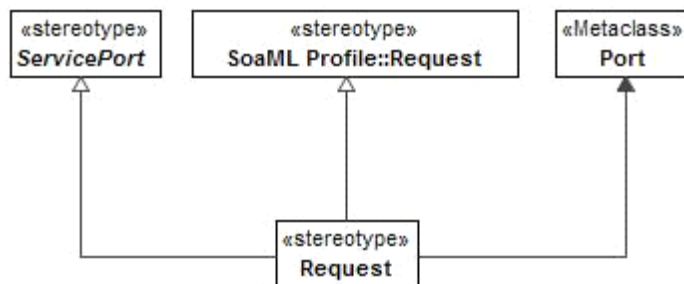 «stereotype»
ServicePort
«stereotype»
SoaML Profile::Request
«Metaclass»
Port
«stereotype»
Request